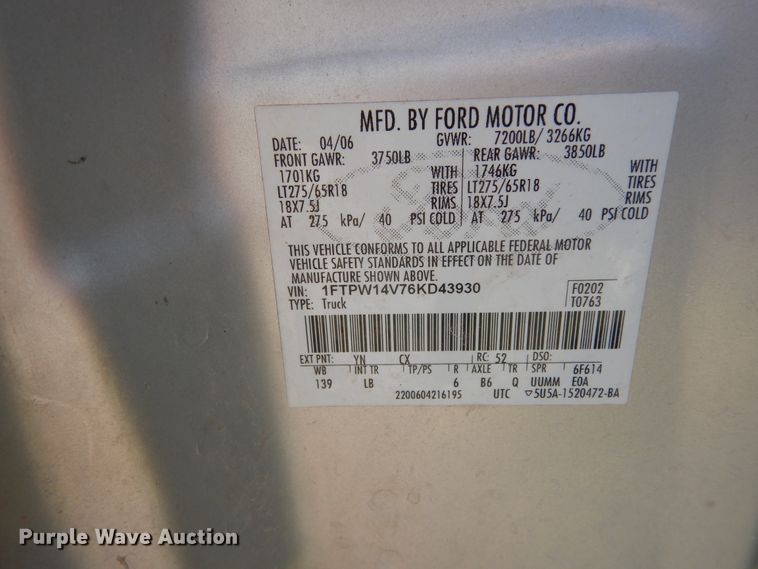 MFD. BY FORD MOTOR CO.
DATE: 04/06 GVWR: 7200LB/ 3266KG
FRONT GAWR: 3750LB REAR GAWR: 3850LB
1701KG WITH 1746KG WITH
LT275/65R18 TIRES LT275/65R18 TIRES
18X7.5J RIMS 18X7.5J RIMS
AT 275 kPa/ 40 PSI COLD AT 275 kPa/ 40 PSI COLD
THIS VEHICLE CONFORMS TO ALL APPLICABLE FEDERAL MOTOR
VEHICLE SAFETY STANDARDS IN EFFECT ON THE DATE OF
MANUFACTURE SHOWN ABOVE.
VIN: 1FTPW14V76KD43930 F0202
TYPE: Truck T0763
EXT PNT: YN CX RC: 52 DSO:
WB INT TR TP/PS R AXLE TR SPR 6F614
139 LB 6 B6 Q UUMM E0A
2200604216195 UTC 5U5A-1520472-BA
Purple Wave Auction